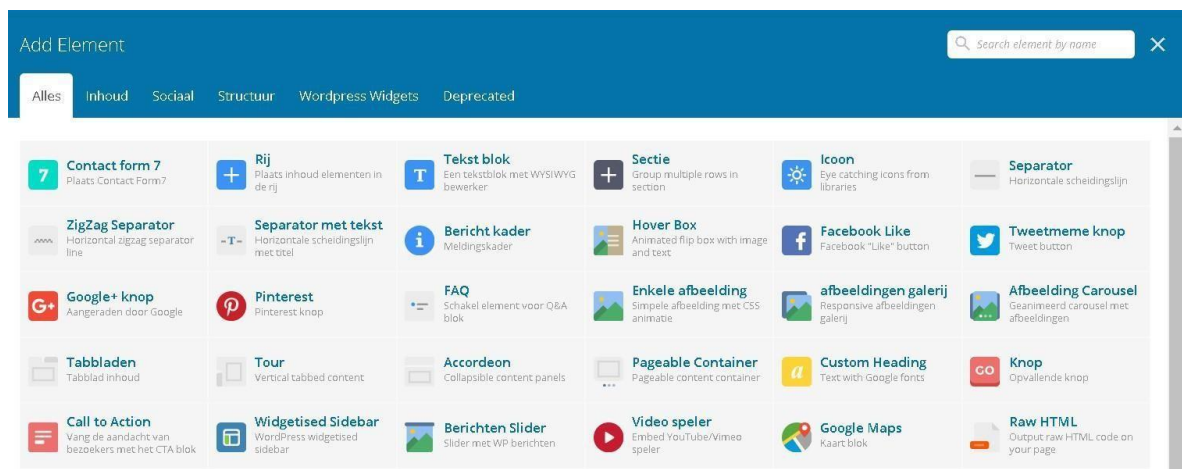 Add Element
Search element by name
Alles Inhoud Sociaal Structuur Wordpress Widgets Deprecated
7
Contact form 7
Plaats Contact Form7
Rij
Plaats inhoud elementen in
de rij
T
Tekst blok
Een tekstblok met WYSIWYG
bewerker
Sectie
Group multiple rows in
section
Icoon
Eye catching icons from
libraries
Separator
Horizontale scheidingslijn
ZigZag Separator
Horizontal zigzag separator
line
-T-
Separator met tekst
Horizontale scheidingslijn
met titel
i
Bericht kader
Meldingskader
Hover Box
Animated flip box with image
and text
f
Facebook Like
Facebook "Like" button
Tweetmeme knop
Tweet button
G+
Google+ knop
Aangeraden door Google
Pinterest
Pinterest knop
FAQ
Schakel element voor Q&A
blok
Enkele afbeelding
Simpele afbeelding met CSS
animatie
afbeeldingen galerij
Responsive afbeeldingen
galerij
Afbeelding Carousel
Geanimeerd carousel met
afbeeldingen
Tabbladen
Tabblad inhoud
Tour
Vertical tabbed content
Accordeon
Collapsible content panels
Pageable Container
Pageable content container
a
Custom Heading
Text with Google fonts
GO
Knop
Opvallende knop
Call to Action
Vang de aandacht van
bezoekers met het CTA blok
Widgetised Sidebar
WordPress widgetised
sidebar
Berichten Slider
Slider met WP berichten
Video speler
Embed YouTube/Vimeo
speler
Google Maps
Kaart blok
Raw HTML
Output raw HTML code on
your page